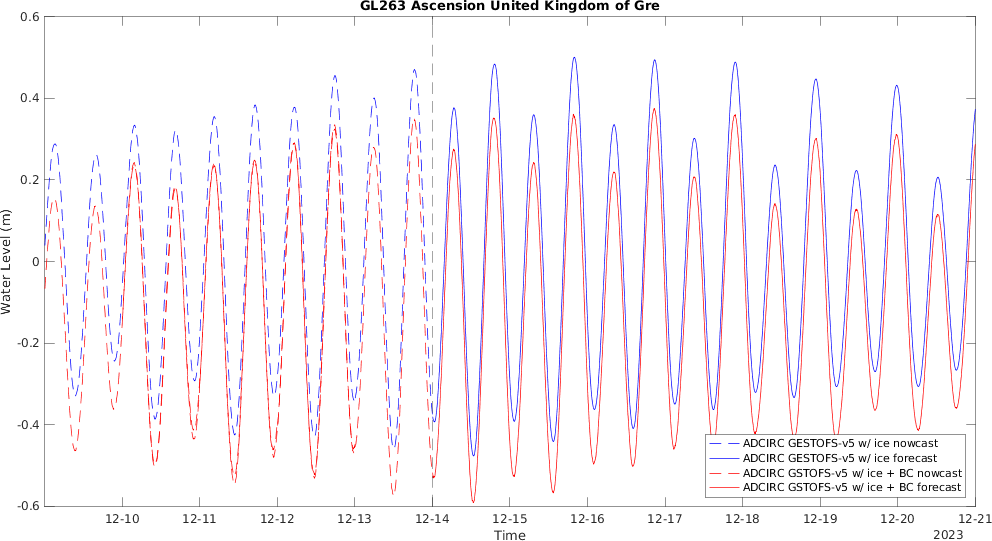 GL263 Ascension United Kingdom of Gre
0.6
0.4
0.2
0
-0.2
-0.4
-0.6
Water Level (m)
12-10
12-11
12-12
12-13
12-14
12-15
12-16
12-17
12-18
12-19
12-20
12-21
Time
2023
ADCIRC GESTOFS-v5 w/ ice nowcast
ADCIRC GESTOFS-v5 w/ ice forecast
ADCIRC GSTOFS-v5 w/ ice + BC nowcast
ADCIRC GSTOFS-v5 w/ ice + BC forecast